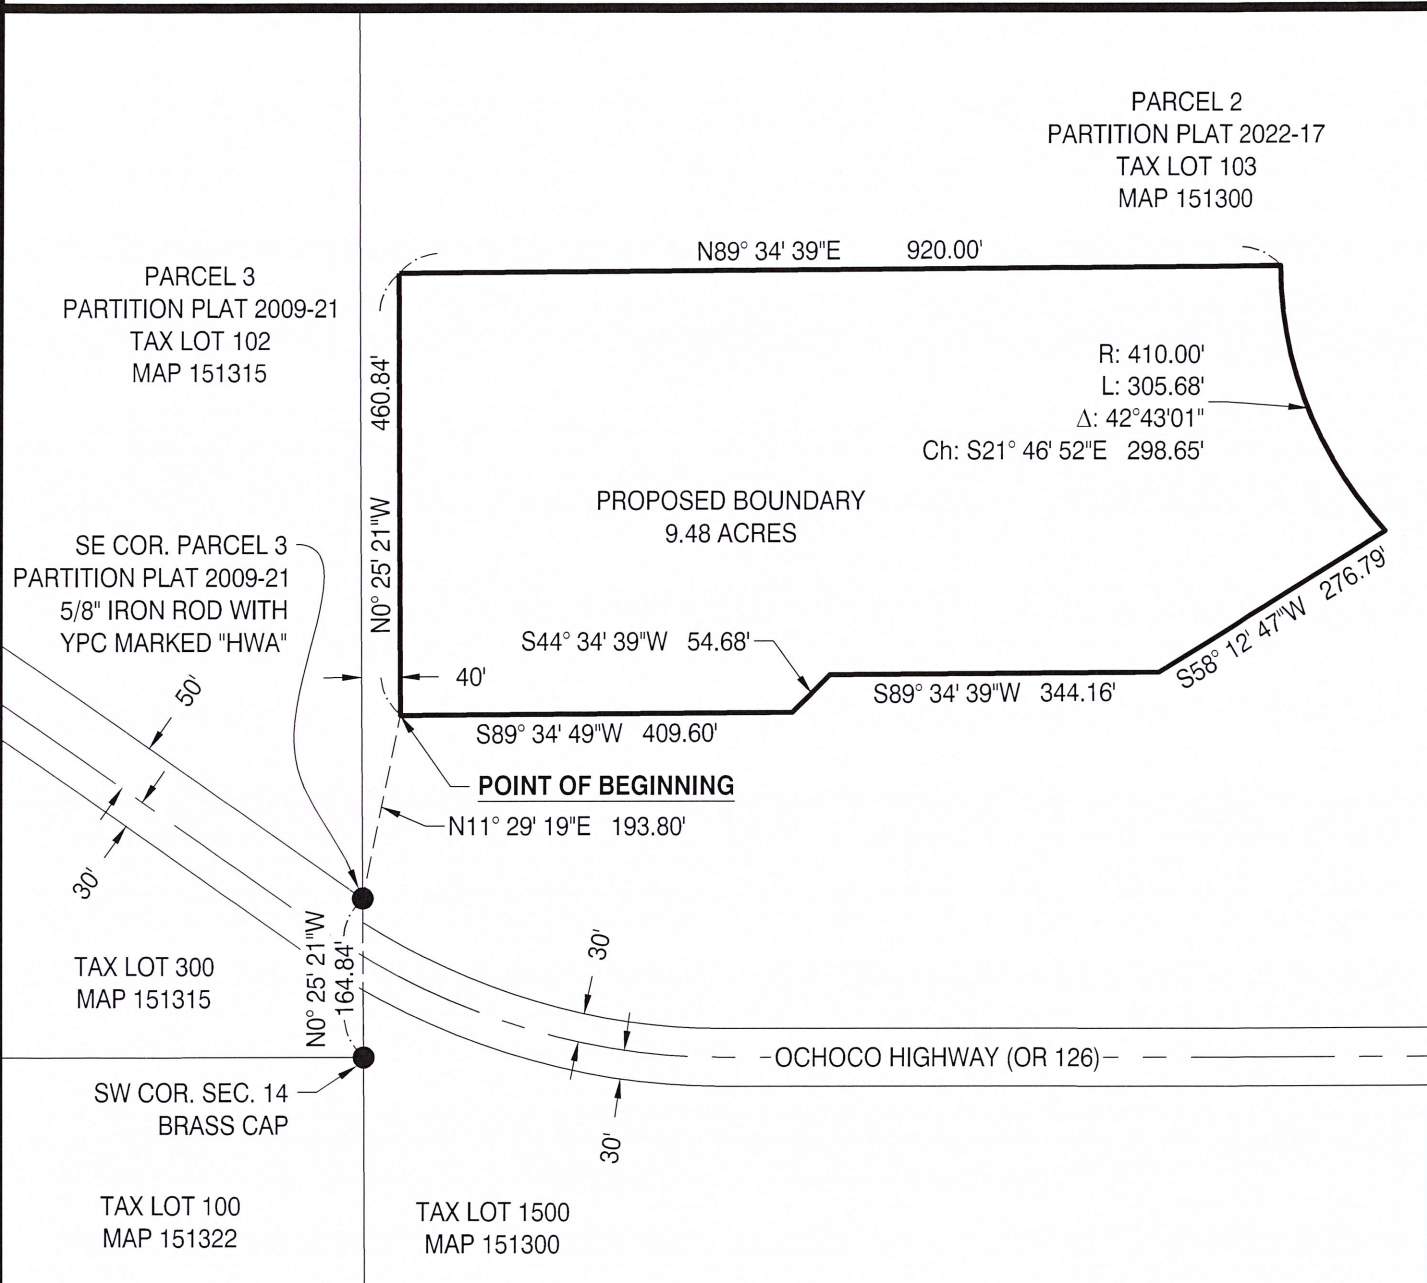 PARCEL 2
PARTITION PLAT 2022-17
TAX LOT 103
MAP 151300
N89° 34' 39"E 920.00'
PARCEL 3
PARTITION PLAT 2009-21
TAX LOT 102
MAP 151315
460.84'
N0° 25' 21"W
R: 410.00'
L: 305.68'
Δ: 42°43'01"
Ch: S21° 46' 52"E 298.65'
PROPOSED BOUNDARY
9.48 ACRES
SE COR. PARCEL 3
PARTITION PLAT 2009-21
5/8" IRON ROD WITH
YPC MARKED "HWA"
S44° 34' 39"W 54.68'
S58° 12' 47"W 276.79'
40'
S89° 34' 39"W 344.16'
50'
S89° 34' 49"W 409.60'
POINT OF BEGINNING
N11° 29' 19"E 193.80'
30'
N0° 25' 21"W
164.84'
30'
TAX LOT 300
MAP 151315
OCHOCO HIGHWAY (OR 126)
SW COR. SEC. 14
BRASS CAP
30'
TAX LOT 100
MAP 151322
TAX LOT 1500
MAP 151300